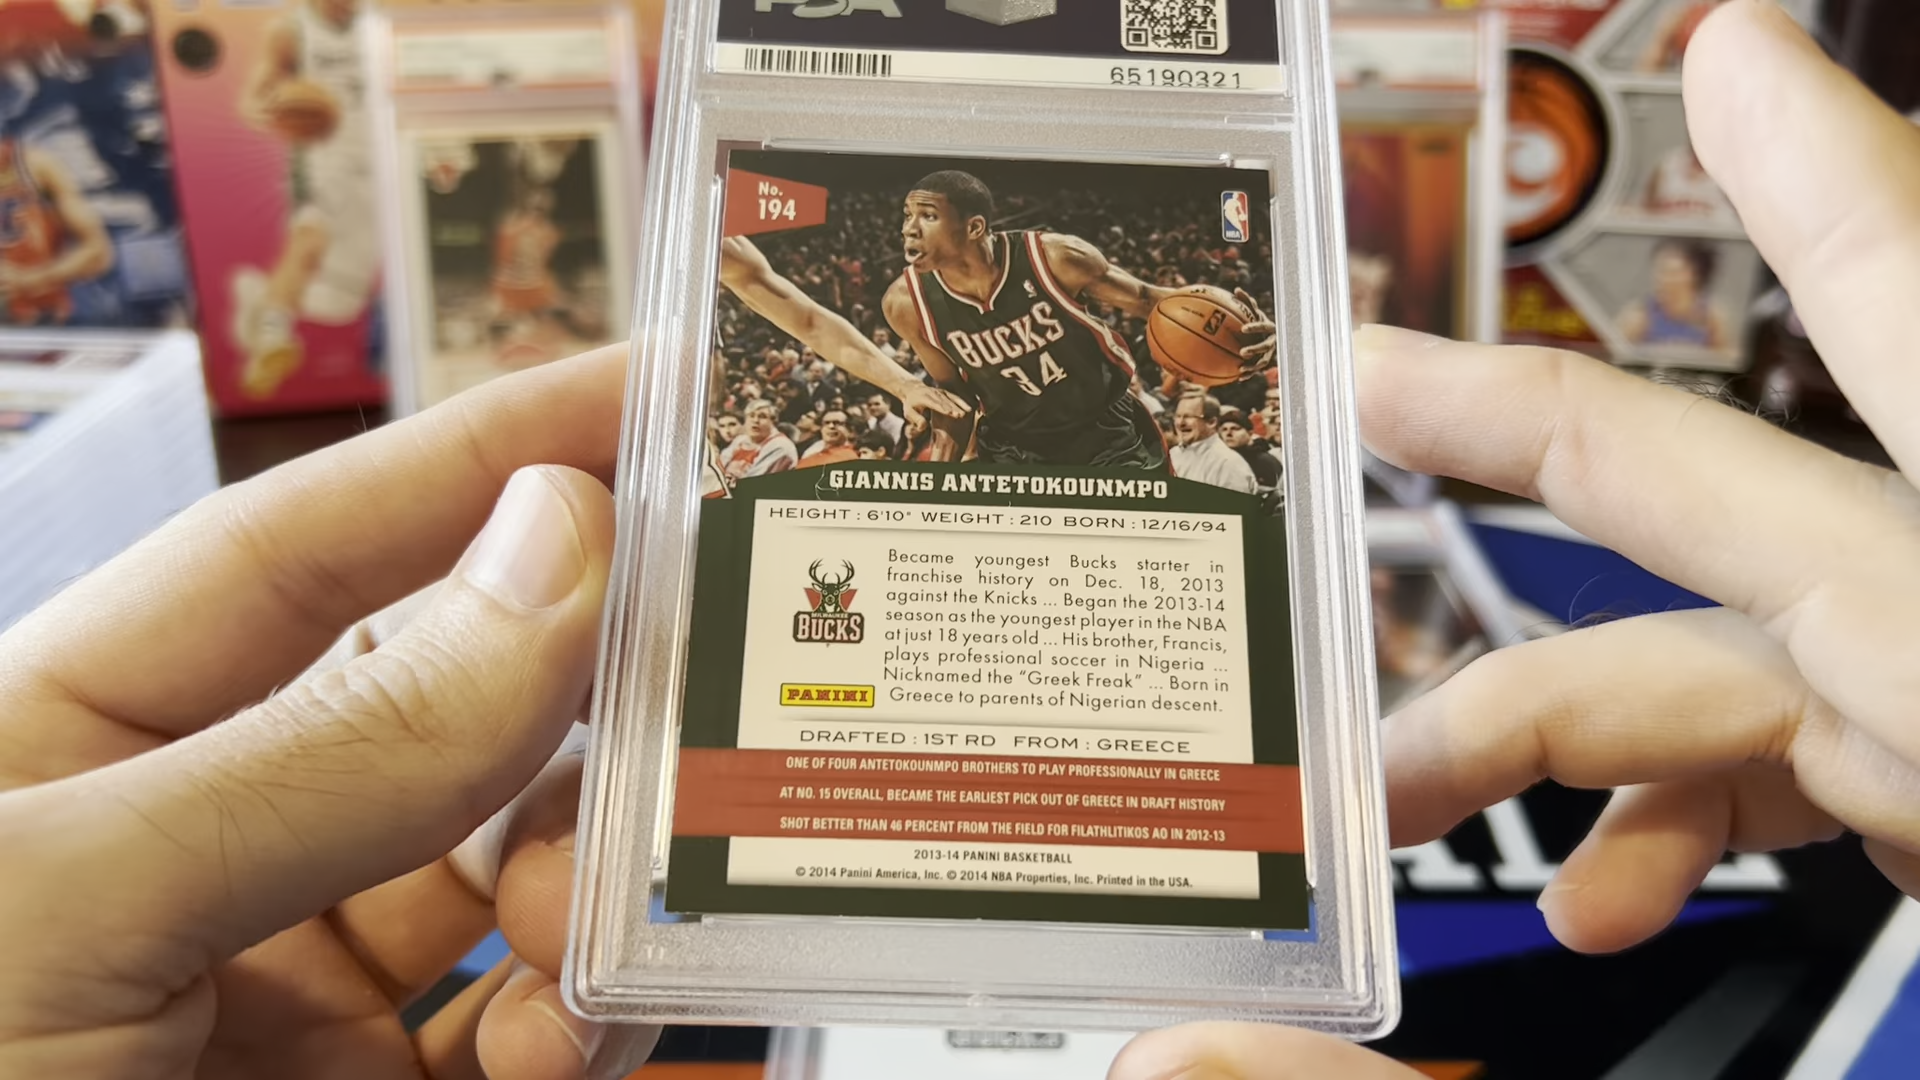 PSA
65190321
No.
194
NBA
BUCKS
34
GIANNIS ANTETOKOUNMPO
HEIGHT : 6'10" WEIGHT : 210 BORN : 12/16/94
Became youngest Bucks starter in
franchise history on Dec. 18, 2013
against the Knicks ... Began the 2013-14
season as the youngest player in the NBA
at just 18 years old ... His brother, Francis,
plays professional soccer in Nigeria ...
Nicknamed the “Greek Freak” ... Born in
Greece to parents of Nigerian descent.
MILWAUKEE
BUCKS
PANINI
DRAFTED : 1ST RD FROM : GREECE
ONE OF FOUR ANTETOKOUNMPO BROTHERS TO PLAY PROFESSIONALLY IN GREECE
AT NO. 15 OVERALL, BECAME THE EARLIEST PICK OUT OF GREECE IN DRAFT HISTORY
SHOT BETTER THAN 46 PERCENT FROM THE FIELD FOR FILATHLITIKOS AO IN 2012-13
2013-14 PANINI BASKETBALL
© 2014 Panini America, Inc. © 2014 NBA Properties, Inc. Printed in the USA.